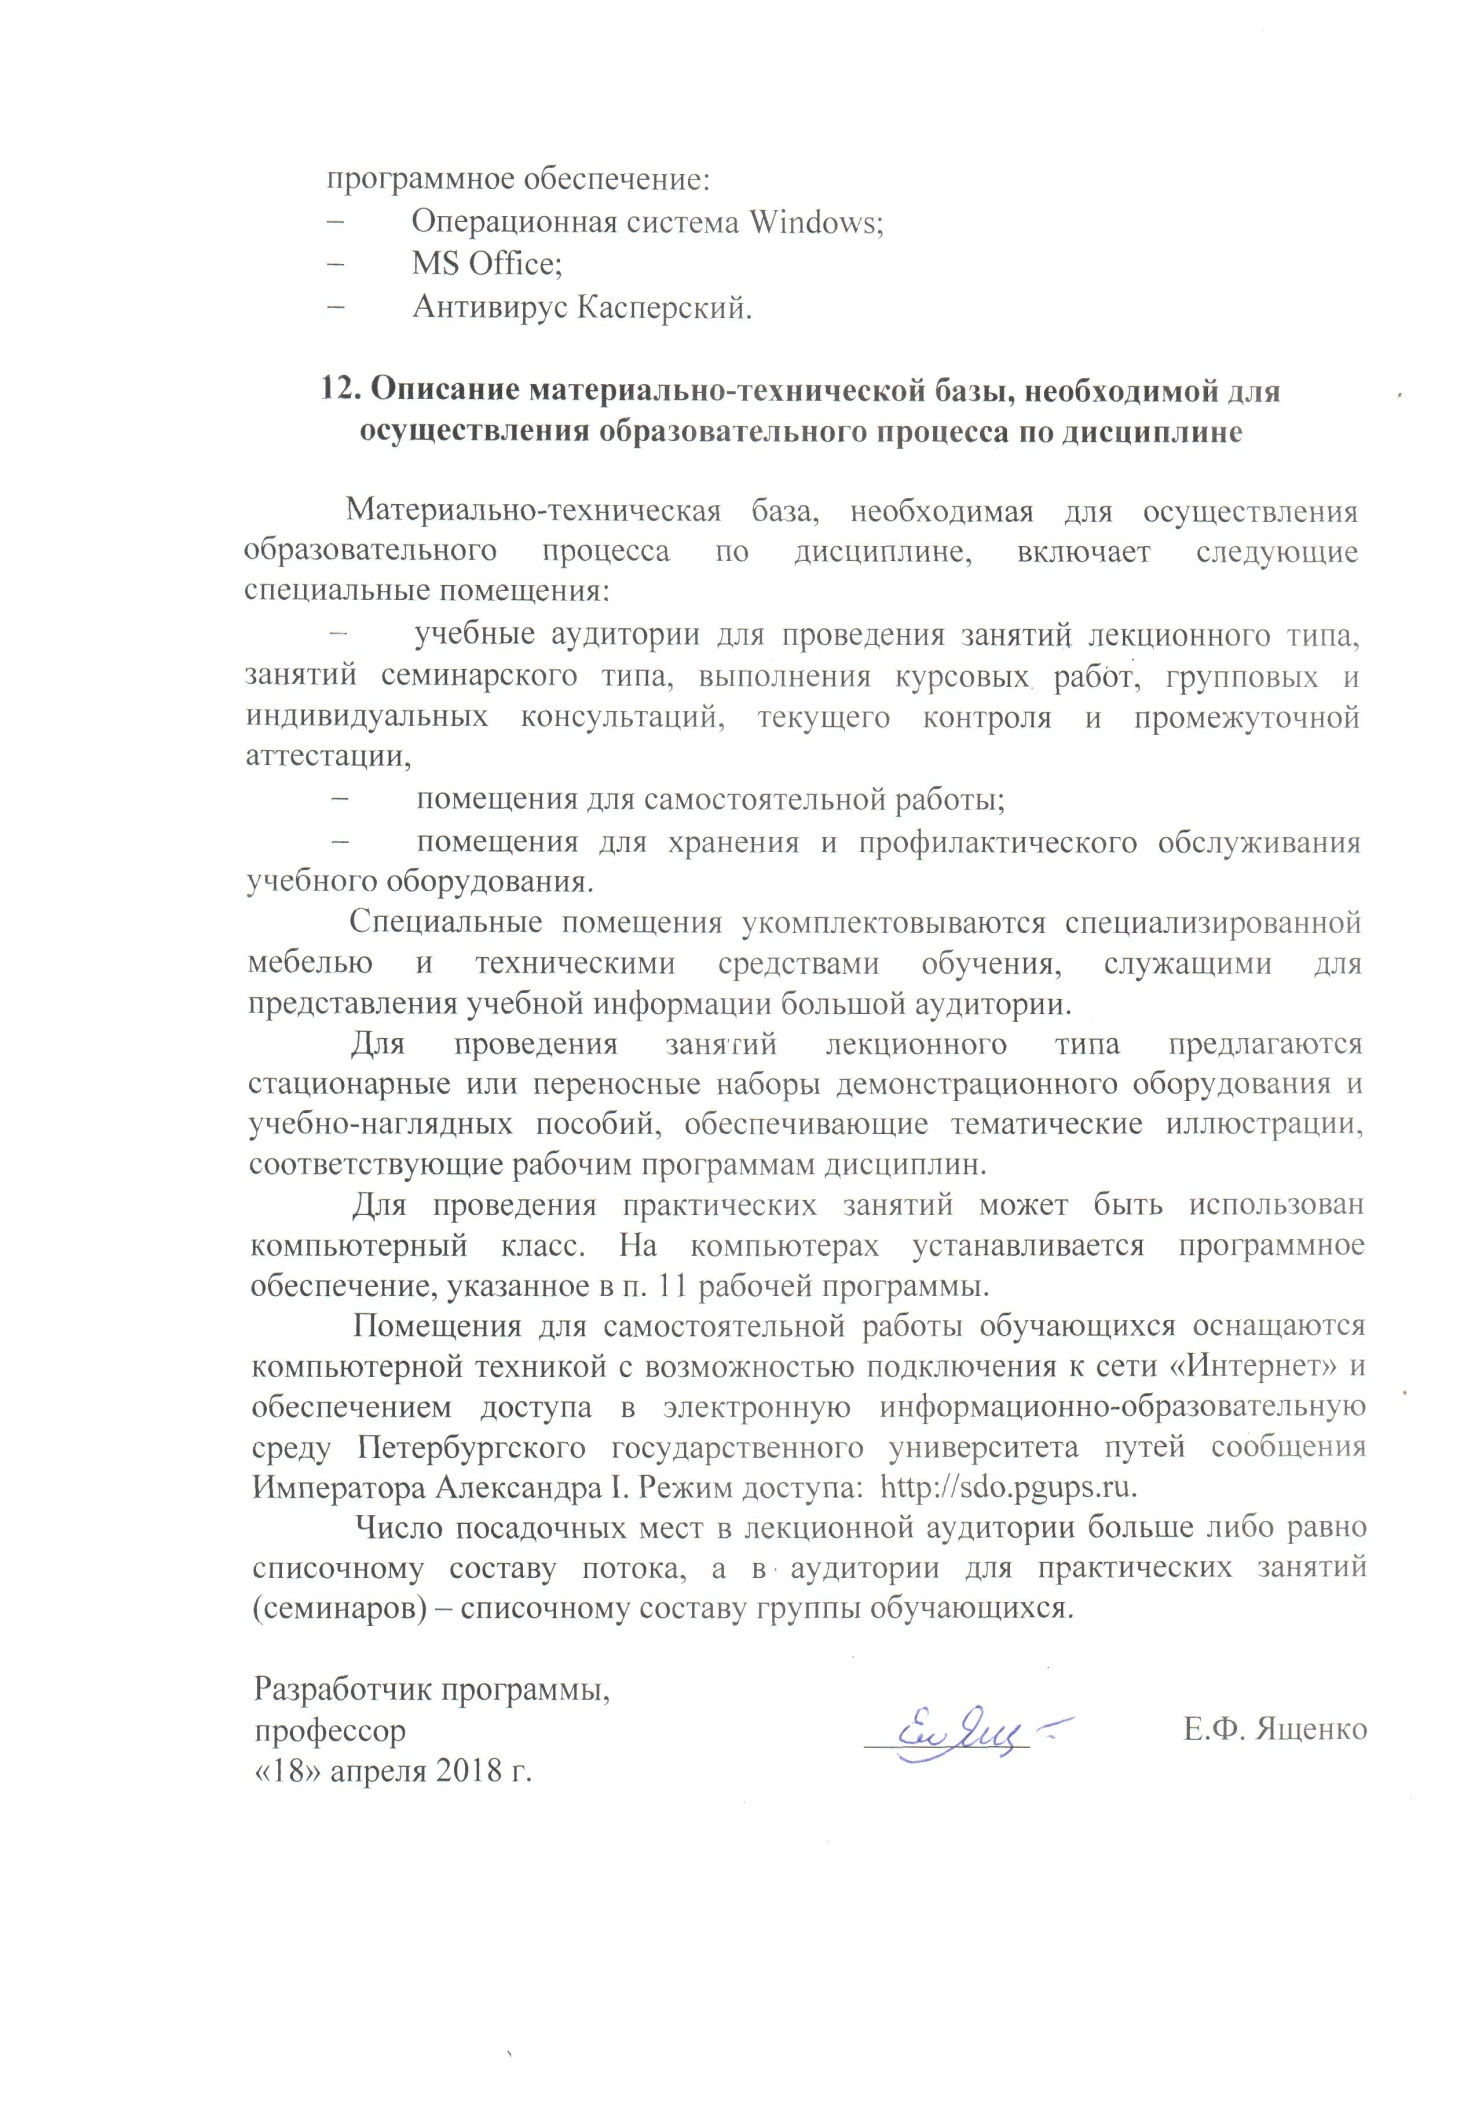 программное обеспечение:
– Операционная система Windows;
– MS Office;
– Антивирус Касперский.
12. Описание материально-технической базы, необходимой для
осуществления образовательного процесса по дисциплине
Материально-техническая база, необходимая для осуществления
образовательного процесса по дисциплине, включает следующие
специальные помещения:
– учебные аудитории для проведения занятий лекционного типа,
занятий семинарского типа, выполнения курсовых работ, групповых и
индивидуальных консультаций, текущего контроля и промежуточной
аттестации,
– помещения для самостоятельной работы;
– помещения для хранения и профилактического обслуживания
учебного оборудования.
Специальные помещения укомплектовываются специализированной
мебелью и техническими средствами обучения, служащими для
представления учебной информации большой аудитории.
Для проведения занятий лекционного типа предлагаются
стационарные или переносные наборы демонстрационного оборудования и
учебно-наглядных пособий, обеспечивающие тематические иллюстрации,
соответствующие рабочим программам дисциплин.
Для проведения практических занятий может быть использован
компьютерный класс. На компьютерах устанавливается программное
обеспечение, указанное в п. 11 рабочей программы.
Помещения для самостоятельной работы обучающихся оснащаются
компьютерной техникой с возможностью подключения к сети «Интернет» и
обеспечением доступа в электронную информационно-образовательную
среду Петербургского государственного университета путей сообщения
Императора Александра I. Режим доступа: http://sdo.pgups.ru.
Число посадочных мест в лекционной аудитории больше либо равно
списочному составу потока, а в аудитории для практических занятий
(семинаров) – списочному составу группы обучающихся.
Разработчик программы,
профессор Е.Ф. Ященко
«18» апреля 2018 г.